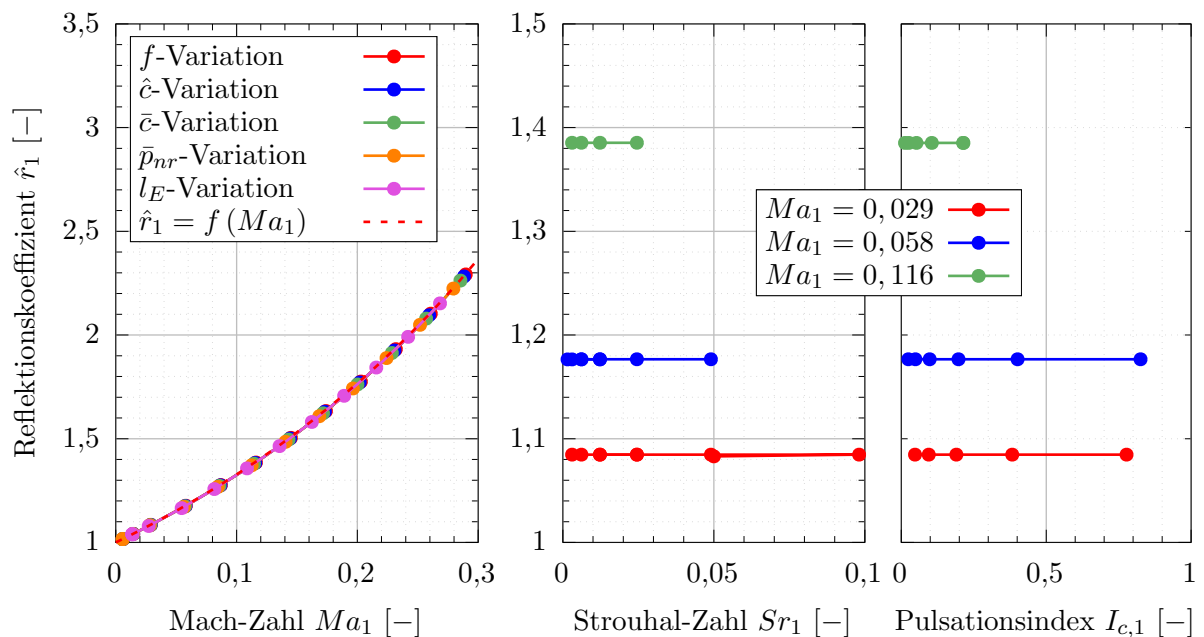 3,5
3
2,5
2
1,5
1
Reflektionskoeffizient r̂₁ [−]
f-Variation
ĉ-Variation
c̄-Variation
p̄ₙᵣ-Variation
l_E-Variation
r̂₁ = f (Ma₁)
0 0,1 0,2 0,3
Mach-Zahl Ma₁ [−]
1,5
1,4
1,3
1,2
1,1
1
0 0,05 0,1
Strouhal-Zahl Sr₁ [−]
Ma₁ = 0, 029
Ma₁ = 0, 058
Ma₁ = 0, 116
0 0,5 1
Pulsationsindex I_{c,1} [−]